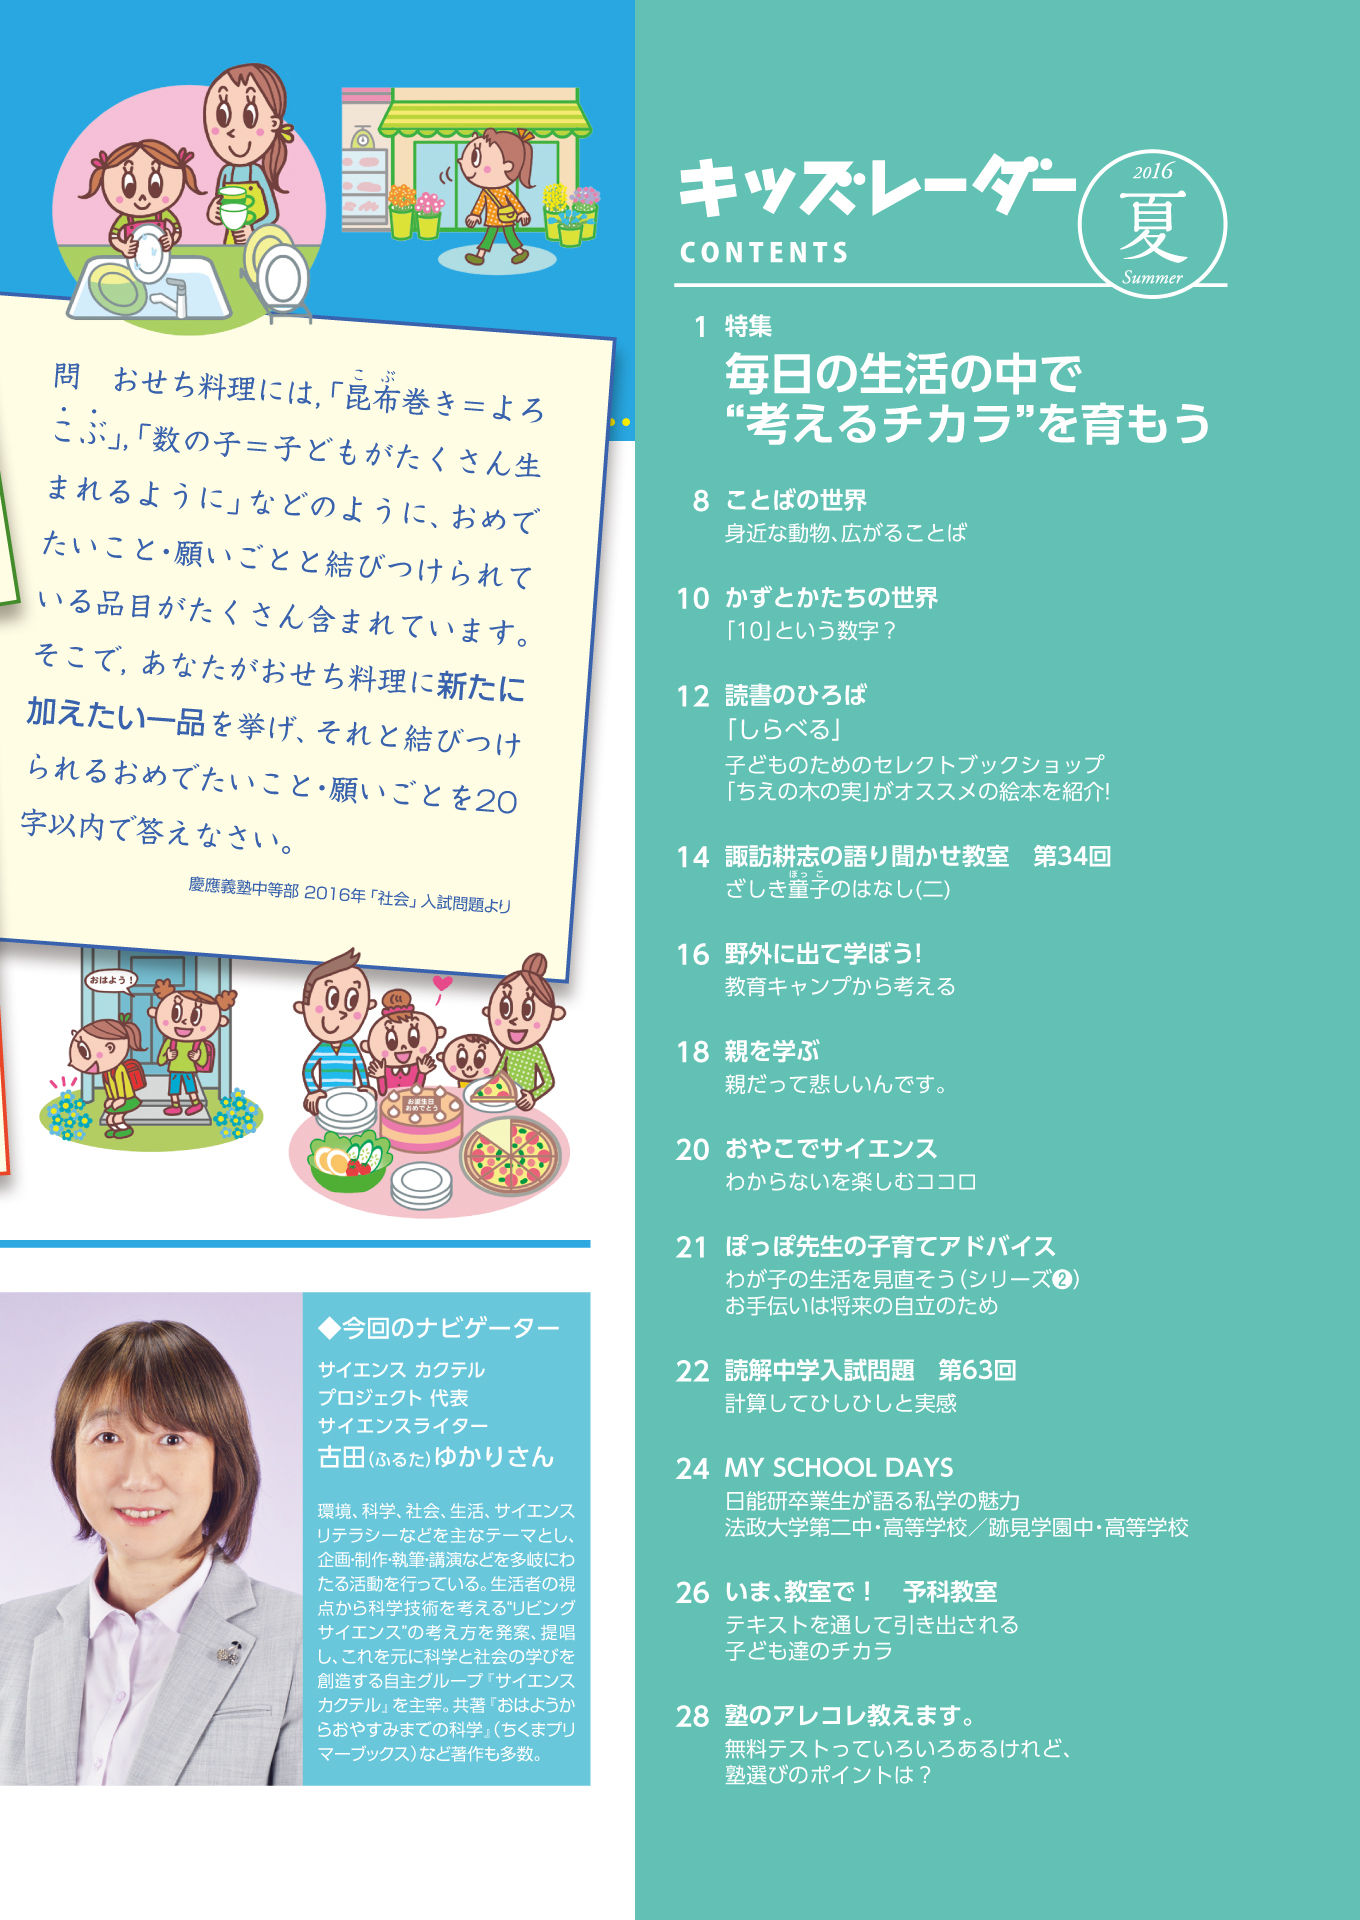 問　おせち料理には,「昆布巻き＝よろ
こぶ」,「数の子＝子どもがたくさん生
まれるように」などのように、おめで
たいこと・願いごとと結びつけられて
いる品目がたくさん含まれています。
そこで,あなたがおせち料理に新たに
加えたい一品を挙げ、それと結びつけ
られるおめでたいこと・願いごとを20
字以内で答えなさい。
こぶ
慶應義塾中等部 2016年「社会」入試問題より
おはよう！
お誕生日
おめでとう
◆今回のナビゲーター
サイエンス カクテル
プロジェクト 代表
サイエンスライター
古田（ふるた）ゆかりさん
環境、科学、社会、生活、サイエンス
リテラシーなどを主なテーマとし、
企画・制作・執筆・講演などを多岐にわ
たる活動を行っている。生活者の視
点から科学技術を考える“リビング
サイエンス”の考え方を発案、提唱
し、これを元に科学と社会の学びを
創造する自主グループ『サイエンス
カクテル』を主宰。共著『おはようか
らおやすみまでの科学』（ちくまプリ
マーブックス）など著作も多数。
キッズレーダー
2016
夏
Summer
CONTENTS
1 特集
毎日の生活の中で
“考えるチカラ”を育もう
8 ことばの世界
身近な動物、広がることば
10 かずとかたちの世界
「10」という数字？
12 読書のひろば
「しらべる」
子どものためのセレクトブックショップ
「ちえの木の実」がオススメの絵本を紹介!
14 諏訪耕志の語り聞かせ教室　第34回
ほっこ
ざしき童子のはなし(二)
16 野外に出て学ぼう!
教育キャンプから考える
18 親を学ぶ
親だって悲しいんです。
20 おやこでサイエンス
わからないを楽しむココロ
21 ぽっぽ先生の子育てアドバイス
わが子の生活を見直そう（シリーズ❷）
お手伝いは将来の自立のため
22 読解中学入試問題　第63回
計算してひしひしと実感
24 MY SCHOOL DAYS
日能研卒業生が語る私学の魅力
法政大学第二中・高等学校／跡見学園中・高等学校
26 いま、教室で！　予科教室
テキストを通して引き出される
子ども達のチカラ
28 塾のアレコレ教えます。
無料テストっていろいろあるけれど、
塾選びのポイントは？